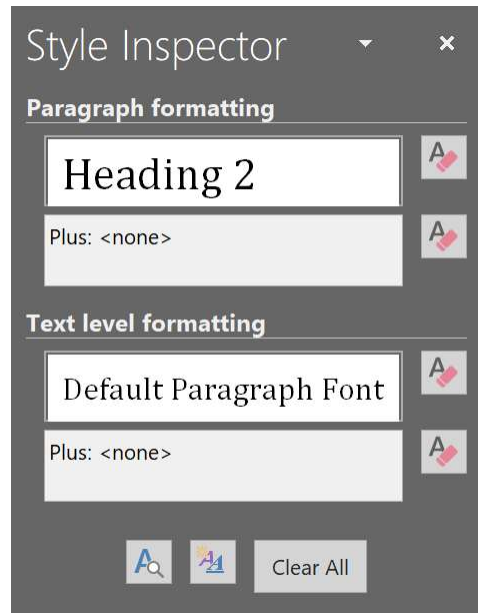 Style Inspector
Paragraph formatting
Heading 2
Plus: <none>
Text level formatting
Default Paragraph Font
Plus: <none>
Clear All